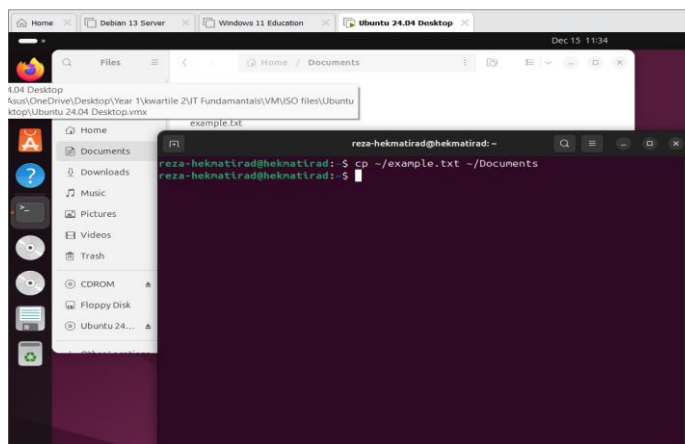 Home
Debian 13 Server
Windows 11 Education
Ubuntu 24.04 Desktop
Dec 15 11:34
Files
Home / Documents
4.04 Desktop
Asus\OneDrive\Desktop\Year 1\kwartile 2\IT Fundamantals\VM\ISO files\Ubuntu
ktop\Ubuntu 24.04 Desktop.vmx
example.txt
Home
Documents
Downloads
Music
Pictures
Videos
Trash
CDROM
Floppy Disk
Ubuntu 24...
reza-hekmatirad@hekmatirad: ~
reza-hekmatirad@hekmatirad:~$ cp ~/example.txt ~/Documents
reza-hekmatirad@hekmatirad:~$